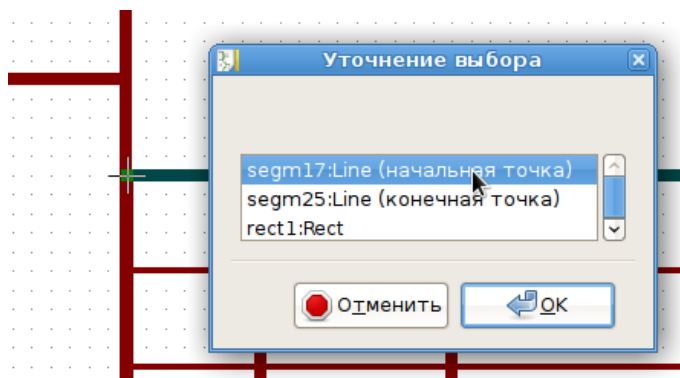 Уточнение выбора
segm17:Line (начальная точка)
segm25:Line (конечная точка)
rect1:Rect
Отменить
OK